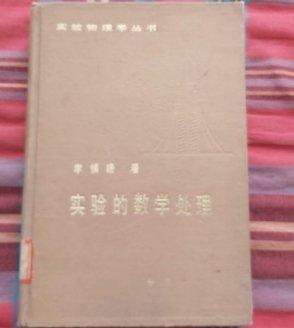 实验物理学丛书
李惕碚 著
实验的数学处理